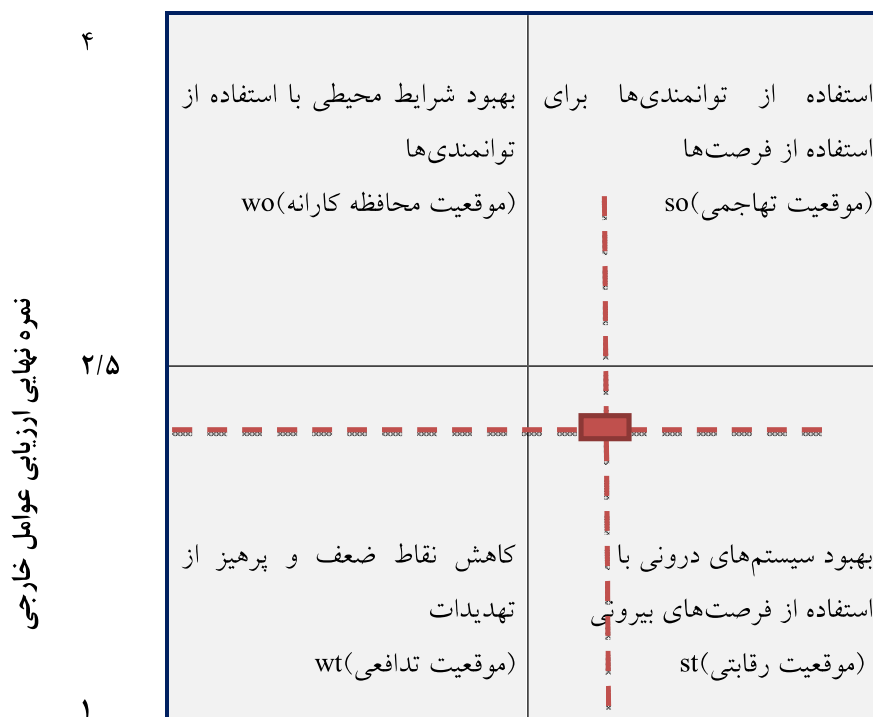 ۴
استفاده از توانمندی‌ها برای
استفاده از فرصت‌ها
(موقعیت تهاجمی)so
بهبود شرایط محیطی با استفاده از
توانمندی‌ها
(موقعیت محافظه کارانه)wo
نمره نهایی ارزیابی عوامل خارجی
۲/۵
بهبود سیستم‌های درونی با
استفاده از فرصت‌های بیرونی
(موقعیت رقابتی)st
کاهش نقاط ضعف و پرهیز از
تهدیدات
(موقعیت تدافعی)wt
۱